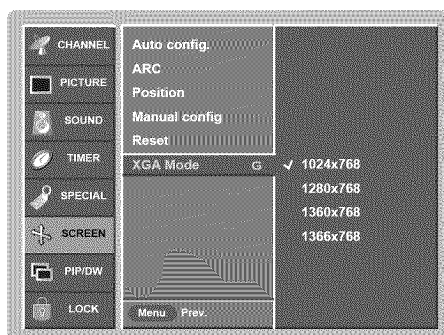 CHANNEL
PICTURE
SOUND
TIMER
SPECIAL
SCREEN
PIP/DW
LOCK
Auto config.
ARC
Position
Manual config
Reset
XGA Mode G
✓ 1024x768
1280x768
1360x768
1366x768
Menu Prev.